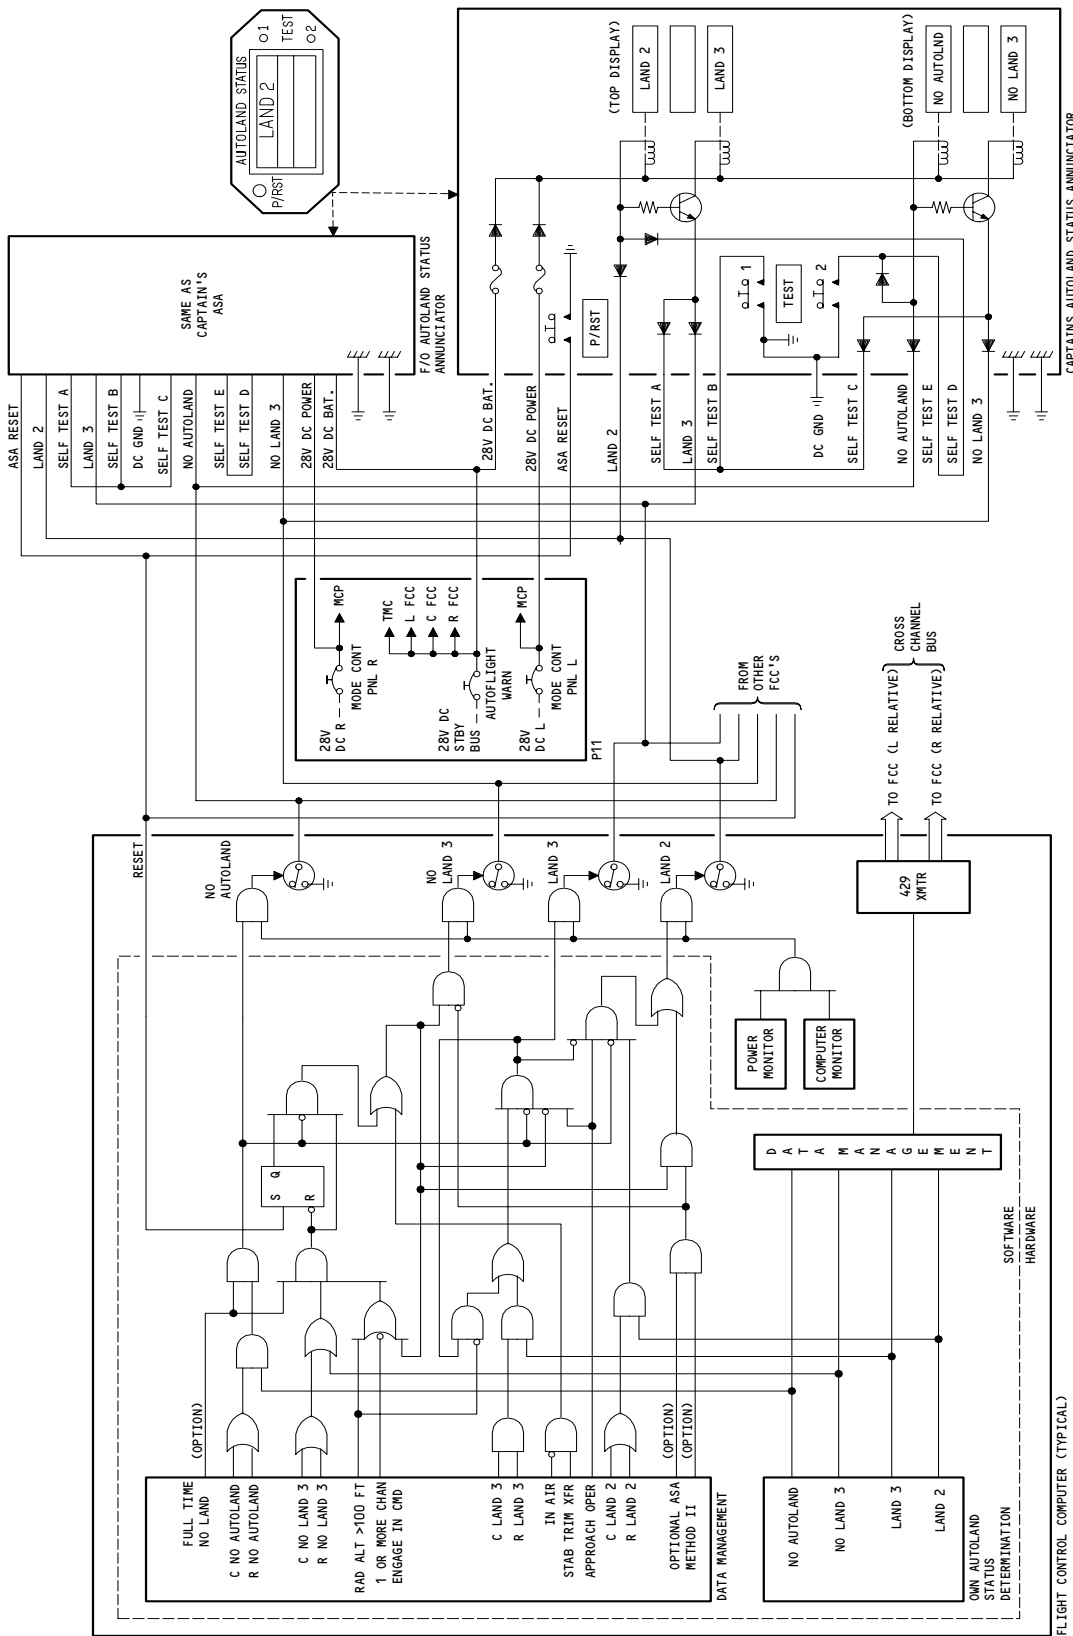 AUTOLAND STATUS
P/RST
LAND 2
1
TEST
2
SAME AS
CAPTAIN'S
ASA
F/O AUTOLAND STATUS
ANNUNCIATOR
ASA RESET
LAND 2
SELF TEST A
LAND 3
SELF TEST B
DC GND
SELF TEST C
NO AUTOLAND
SELF TEST E
SELF TEST D
NO LAND 3
28V DC POWER
28V DC BAT.
28V DC BAT.
28V DC POWER
ASA RESET
LAND 2
SELF TEST A
LAND 3
SELF TEST B
DC GND
SELF TEST C
NO AUTOLAND
SELF TEST E
SELF TEST D
NO LAND 3
P/RST
1
TEST
2
(TOP DISPLAY)
LAND 2
LAND 3
(BOTTOM DISPLAY)
NO AUTOLND
NO LAND 3
CAPTAINS AUTOLAND STATUS ANNUNCIATOR
28V
DC R
MODE CONT
PNL R
MCP
TMC
L FCC
C FCC
R FCC
28V DC
STBY
BUS
AUTOFLIGHT
WARN
28V
DC L
MODE CONT
PNL L
MCP
P11
FROM
OTHER
FCC'S
CROSS
CHANNEL
BUS
TO FCC (L RELATIVE)
TO FCC (R RELATIVE)
RESET
NO
AUTOLAND
NO
LAND 3
LAND 3
LAND 2
429
XMTR
POWER
MONITOR
COMPUTER
MONITOR
S Q
R
DATA MANAGEMENT
SOFTWARE
HARDWARE
FULL TIME
NO LAND
(OPTION)
C NO AUTOLAND
R NO AUTOLAND
C NO LAND 3
R NO LAND 3
RAD ALT >100 FT
1 OR MORE CHAN
ENGAGE IN CMD
C LAND 3
R LAND 3
IN AIR
STAB TRIM XFR
APPROACH OPER
C LAND 2
R LAND 2
OPTIONAL ASA
METHOD II
(OPTION)
(OPTION)
DATA MANAGEMENT
NO AUTOLAND
NO LAND 3
LAND 3
LAND 2
OWN AUTOLAND
STATUS
DETERMINATION
FLIGHT CONTROL COMPUTER (TYPICAL)